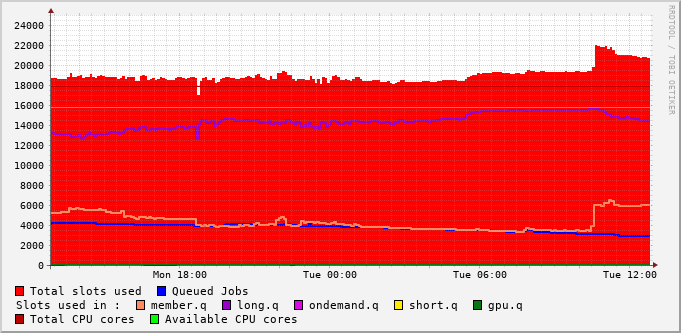 24000
22000
20000
18000
16000
14000
12000
10000
8000
6000
4000
2000
0
Mon 18:00 Tue 00:00 Tue 06:00 Tue 12:00
RRDTOOL / TOBI OETIKER
Total slots used Queued Jobs
Slots used in : member.q long.q ondemand.q short.q gpu.q
Total CPU cores Available CPU cores